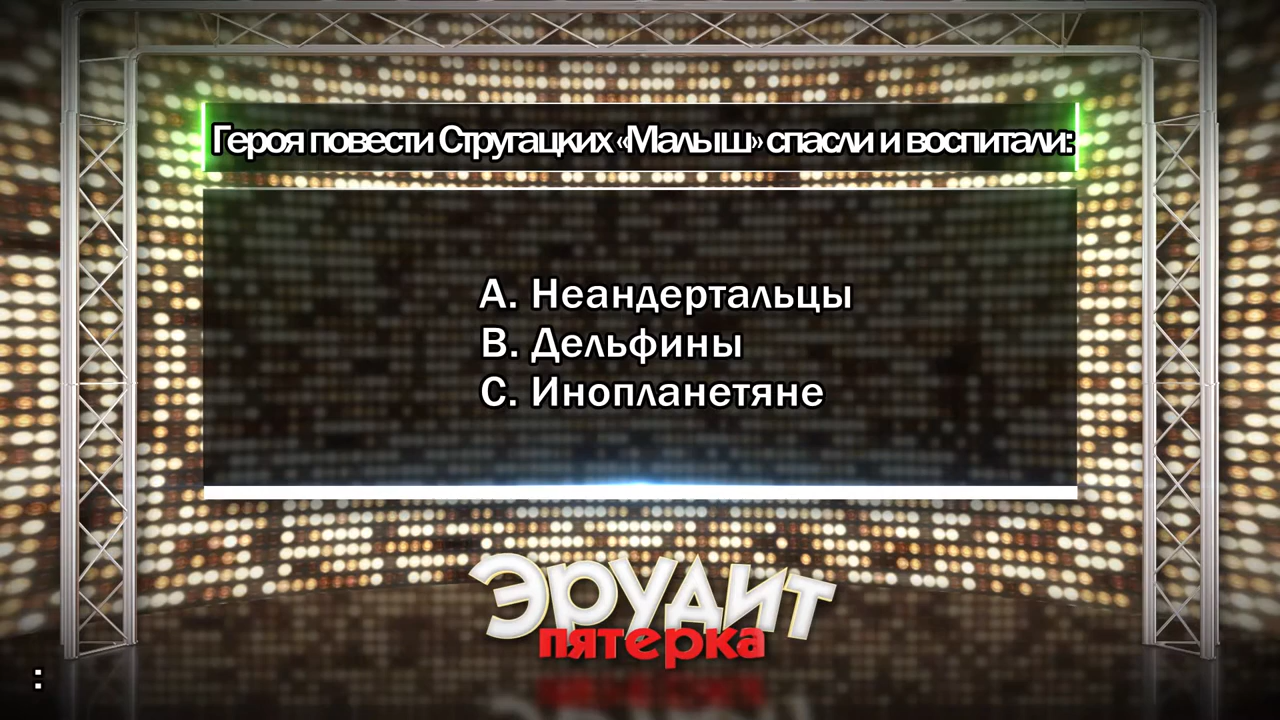 Героя повести Стругацких «Малыш» спасли и воспитали:
A. Неандертальцы
B. Дельфины
C. Инопланетяне
Эрудит
пятерка
: